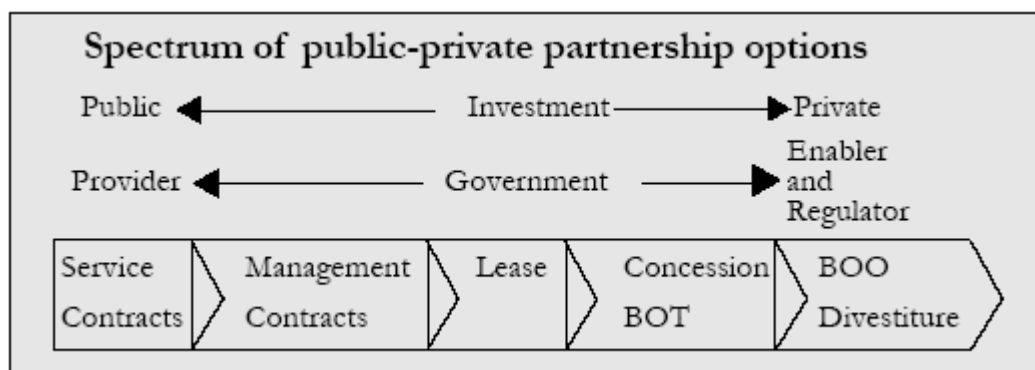 Spectrum of public-private partnership options
Public Investment Private
Provider Government Enabler and Regulator
Service Contracts
Management Contracts
Lease
Concession BOT
BOO Divestiture